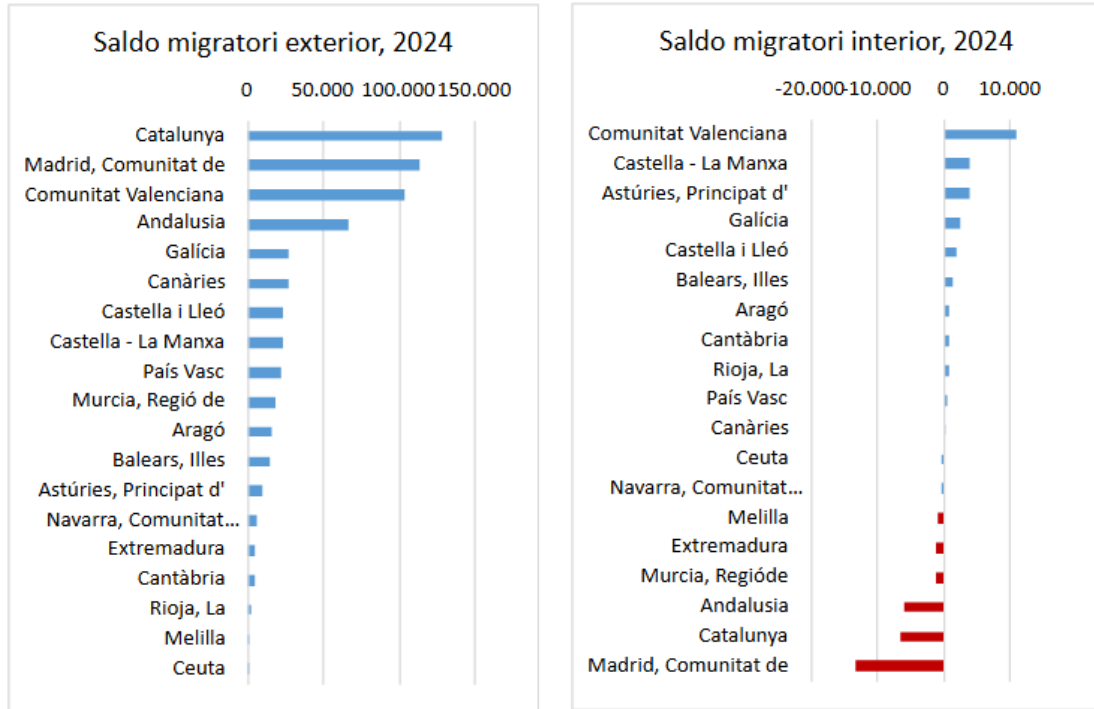 Saldo migratori exterior, 2024
0 50.000 100.000 150.000
Catalunya
Madrid, Comunitat de
Comunitat Valenciana
Andalusia
Galícia
Canàries
Castella i Lleó
Castella - La Manxa
País Vasc
Murcia, Regió de
Aragó
Balears, Illes
Astúries, Principat d'
Navarra, Comunitat...
Extremadura
Cantàbria
Rioja, La
Melilla
Ceuta
Saldo migratori interior, 2024
-20.000 -10.000 0 10.000
Comunitat Valenciana
Castella - La Manxa
Astúries, Principat d'
Galícia
Castella i Lleó
Balears, Illes
Aragó
Cantàbria
Rioja, La
País Vasc
Canàries
Ceuta
Navarra, Comunitat...
Melilla
Extremadura
Murcia, Regióde
Andalusia
Catalunya
Madrid, Comunitat de